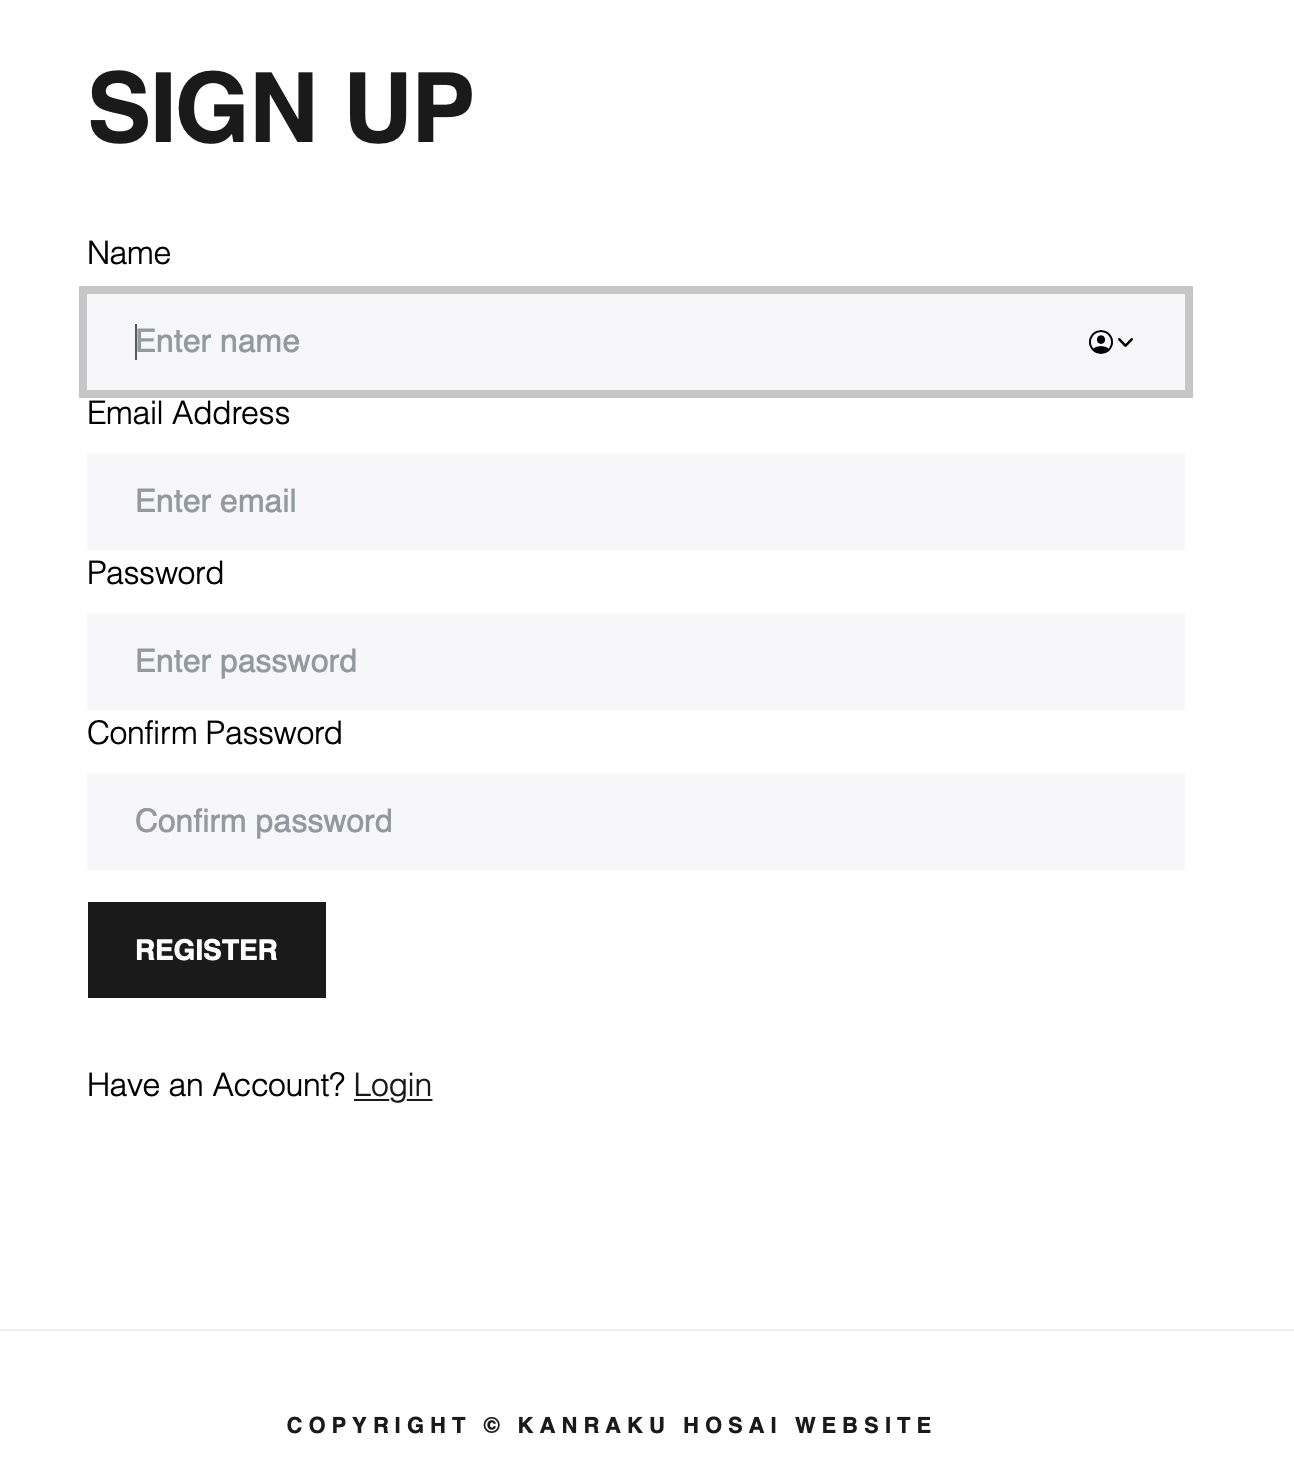 SIGN UP
Name
Enter name
Email Address
Enter email
Password
Enter password
Confirm Password
Confirm password
REGISTER
Have an Account? Login
COPYRIGHT © KANRAKU HOSAI WEBSITE